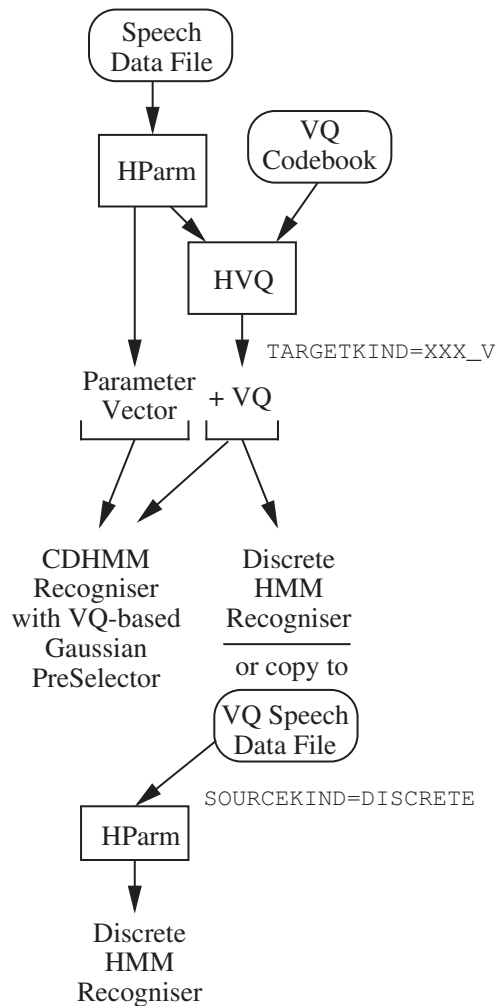 Speech
Data File
VQ
Codebook
HParm
HVQ
TARGETKIND=XXX_V
Parameter
Vector
+ VQ
CDHMM
Recogniser
with VQ-based
Gaussian
PreSelector
Discrete
HMM
Recogniser
or copy to
VQ Speech
Data File
SOURCEKIND=DISCRETE
HParm
Discrete
HMM
Recogniser